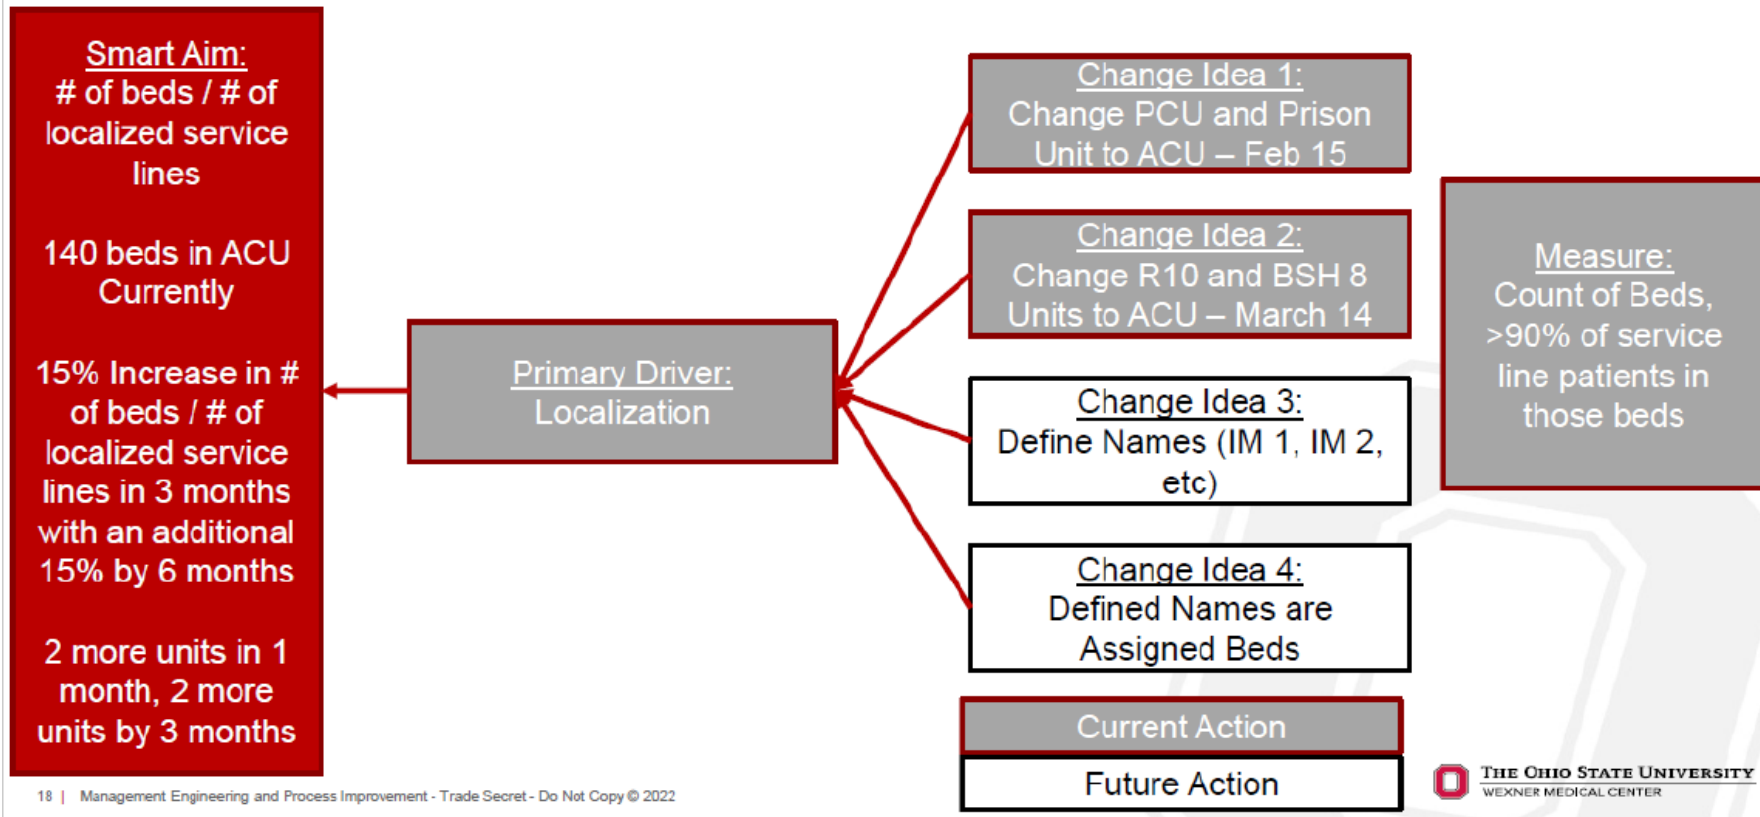 Smart Aim:
# of beds / # of
localized service
lines
140 beds in ACU
Currently
15% Increase in #
of beds / # of
localized service
lines in 3 months
with an additional
15% by 6 months
2 more units in 1
month, 2 more
units by 3 months
Primary Driver:
Localization
Change Idea 1:
Change PCU and Prison
Unit to ACU – Feb 15
Change Idea 2:
Change R10 and BSH 8
Units to ACU – March 14
Change Idea 3:
Define Names (IM 1, IM 2,
etc)
Change Idea 4:
Defined Names are
Assigned Beds
Measure:
Count of Beds,
>90% of service
line patients in
those beds
Current Action
Future Action
18 | Management Engineering and Process Improvement - Trade Secret - Do Not Copy © 2022
THE OHIO STATE UNIVERSITY
WEXNER MEDICAL CENTER